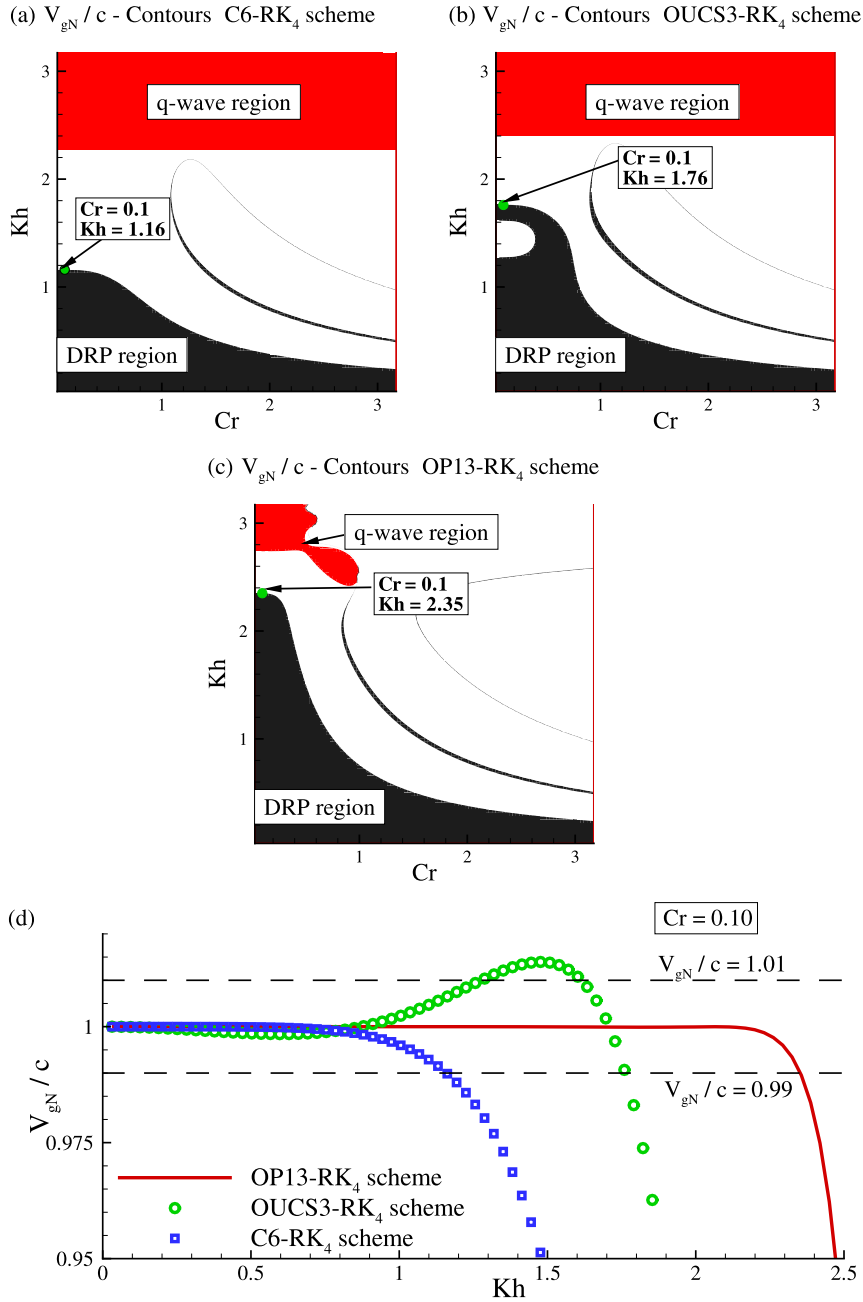 (a) V_gN / c - Contours C6-RK_4 scheme
3
q-wave region
2
Kh
Cr = 0.1
Kh = 1.16
1
DRP region
1 2 3
Cr
(b) V_gN / c - Contours OUCS3-RK_4 scheme
3
q-wave region
Cr = 0.1
Kh = 1.76
2
Kh
1
DRP region
1 2 3
Cr
(c) V_gN / c - Contours OP13-RK_4 scheme
3
q-wave region
Cr = 0.1
Kh = 2.35
2
Kh
1
DRP region
1 2 3
Cr
(d)
Cr = 0.10
V_gN / c = 1.01
1
V_gN / c
V_gN / c = 0.99
0.975
OP13-RK_4 scheme
OUCS3-RK_4 scheme
C6-RK_4 scheme
0.95
0 0.5 1 1.5 2 2.5
Kh